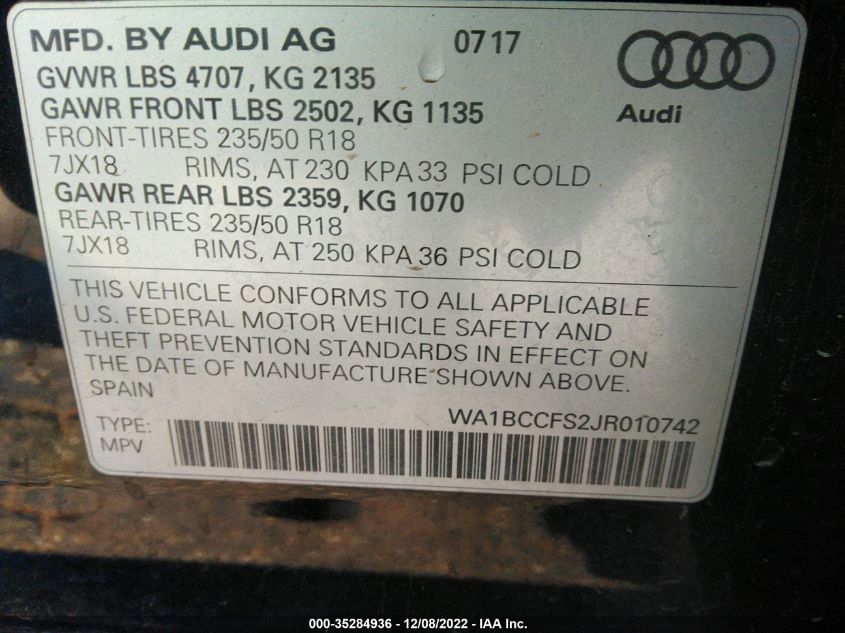 MFD. BY AUDI AG 0717
GVWR LBS 4707, KG 2135
GAWR FRONT LBS 2502, KG 1135
Audi
FRONT-TIRES 235/50 R18
7JX18 RIMS, AT 230 KPA 33 PSI COLD
GAWR REAR LBS 2359, KG 1070
REAR-TIRES 235/50 R18
7JX18 RIMS, AT 250 KPA 36 PSI COLD
THIS VEHICLE CONFORMS TO ALL APPLICABLE
U.S. FEDERAL MOTOR VEHICLE SAFETY AND
THEFT PREVENTION STANDARDS IN EFFECT ON
THE DATE OF MANUFACTURE SHOWN ABOVE.
SPAIN
WA1BCCFS2JR010742
TYPE:
MPV
000-35284936 - 12/08/2022 - IAA Inc.